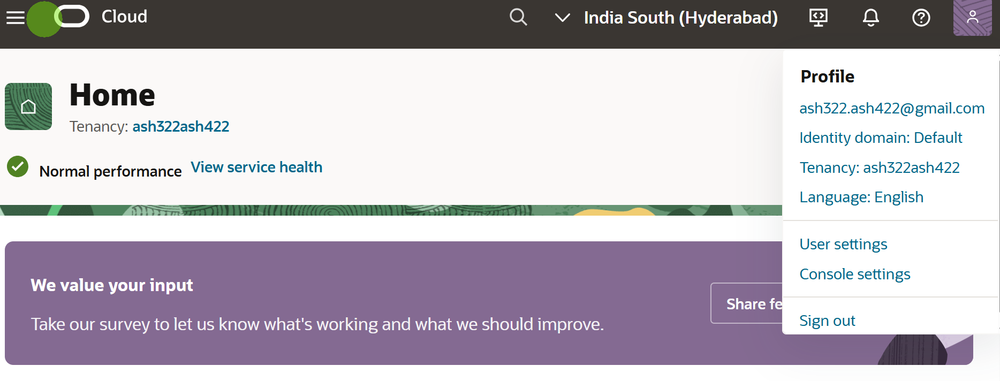 Cloud
India South (Hyderabad)
Home
Tenancy: ash322ash422
Normal performance
View service health
Profile
ash322.ash422@gmail.com
Identity domain: Default
Tenancy: ash322ash422
Language: English
User settings
Console settings
Sign out
We value your input
Take our survey to let us know what's working and what we should improve.
Share fe